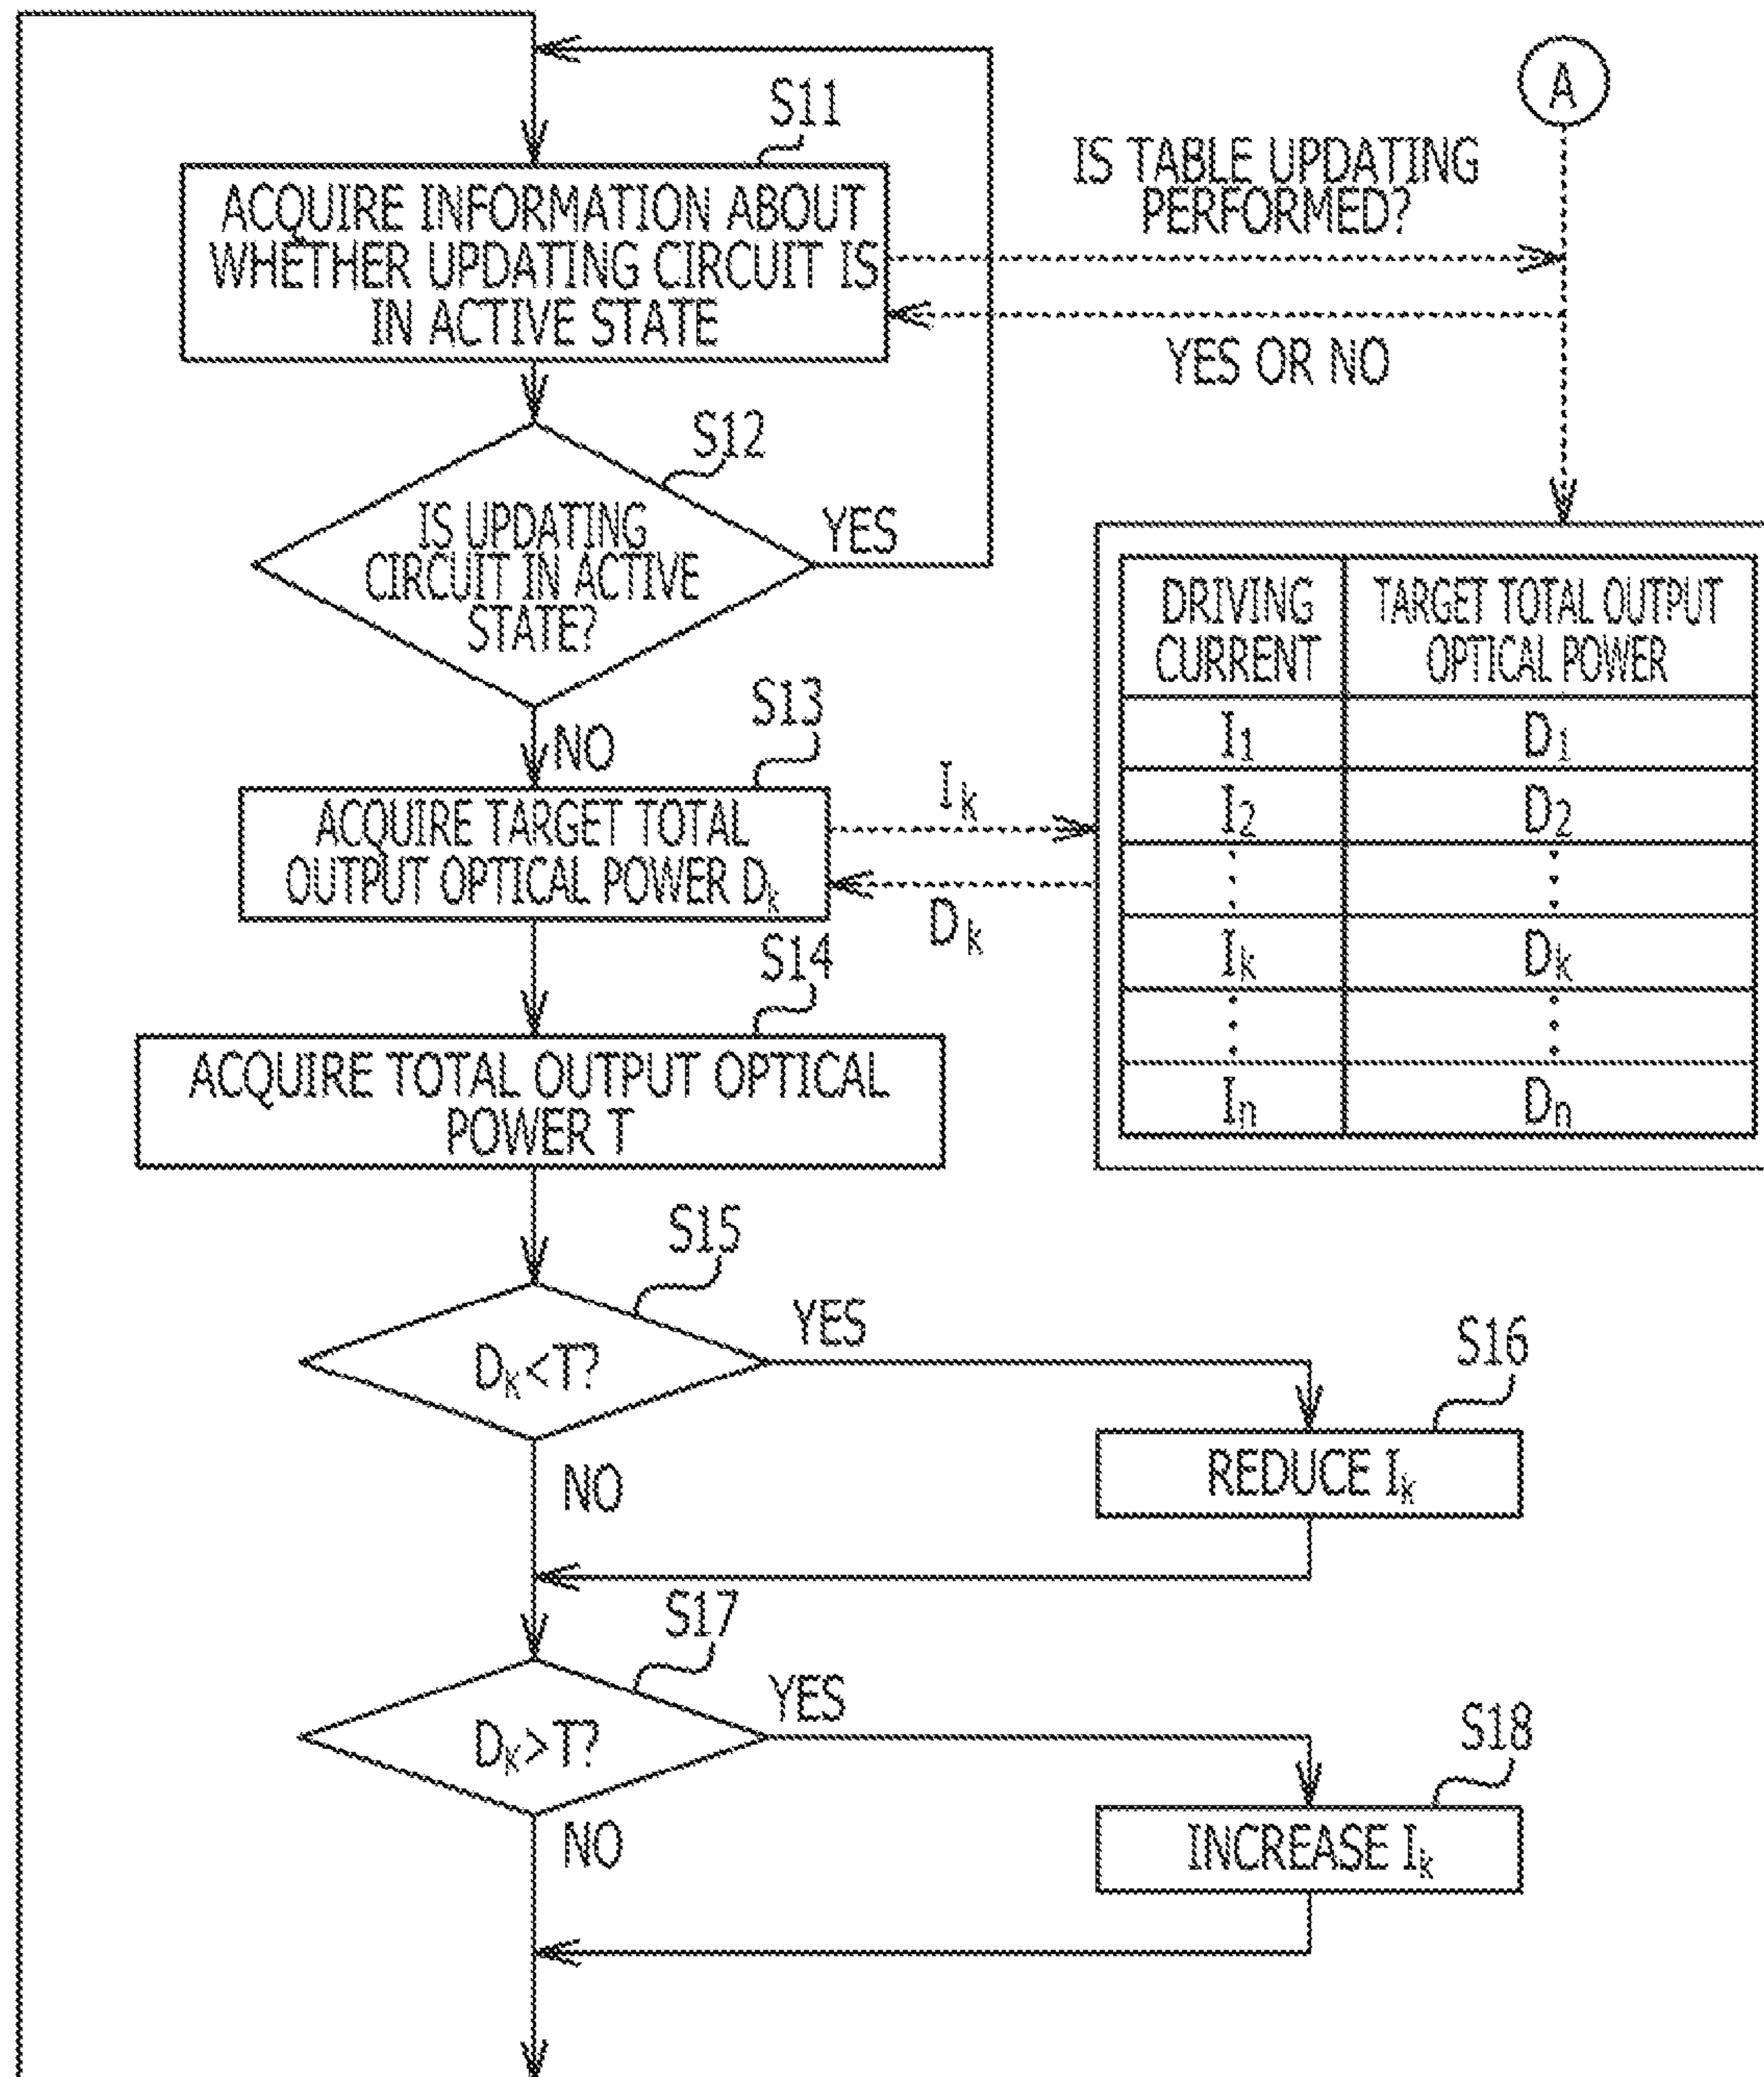 A
S11
ACQUIRE INFORMATION ABOUT
WHETHER UPDATING CIRCUIT IS
IN ACTIVE STATE
IS TABLE UPDATING
PERFORMED?
YES OR NO
S12
IS UPDATING
CIRCUIT IN ACTIVE
STATE?
YES
NO
S13
ACQUIRE TARGET TOTAL
OUTPUT OPTICAL POWER Dk
Ik
Dk
DRIVING
CURRENT
TARGET TOTAL OUTPUT
OPTICAL POWER
I1 D1
I2 D2
⋮ ⋮
Ik Dk
⋮ ⋮
In Dn
S14
ACQUIRE TOTAL OUTPUT OPTICAL
POWER T
S15
Dk<T?
YES
NO
S16
REDUCE Ik
S17
Dk>T?
YES
NO
S18
INCREASE Ik